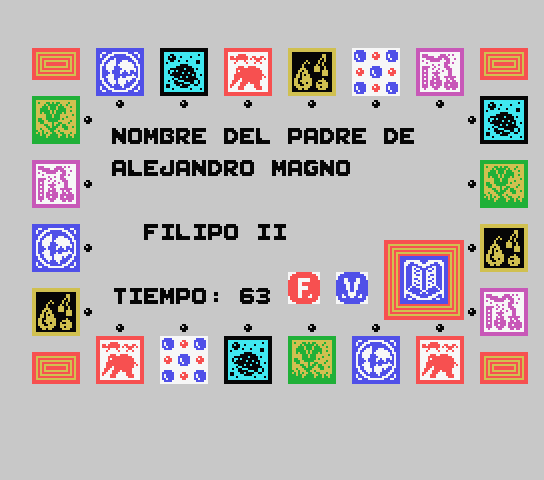 NOMBRE DEL PADRE DE
ALEJANDRO MAGNO
FILIPO II
TIEMPO: 63 F. V.